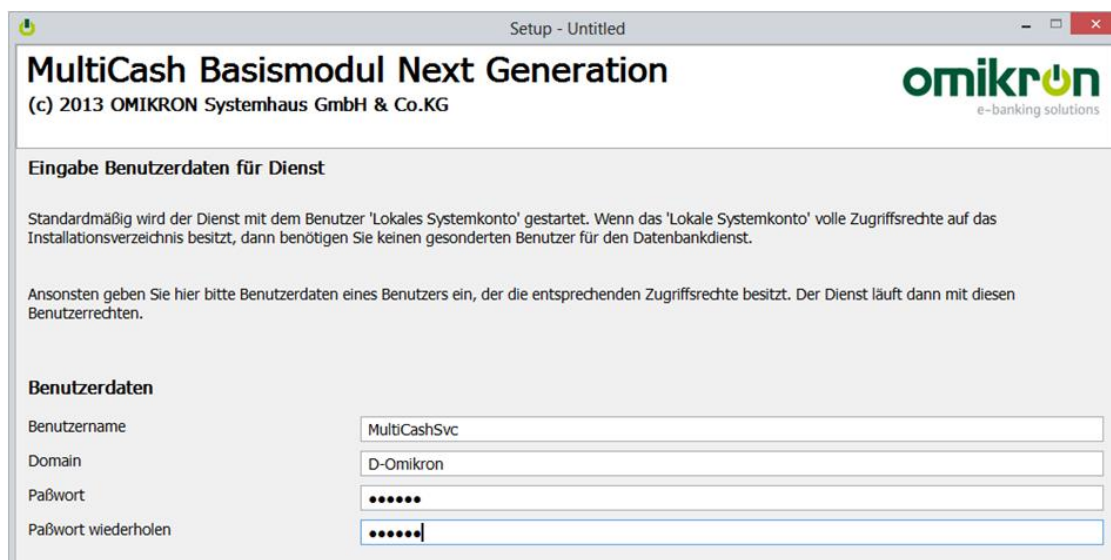 Setup - Untitled
MultiCash Basismodul Next Generation
(c) 2013 OMIKRON Systemhaus GmbH & Co.KG
omikron
e-banking solutions
Eingabe Benutzerdaten für Dienst
Standardmäßig wird der Dienst mit dem Benutzer 'Lokales Systemkonto' gestartet. Wenn das 'Lokale Systemkonto' volle Zugriffsrechte auf das
Installationsverzeichnis besitzt, dann benötigen Sie keinen gesonderten Benutzer für den Datenbankdienst.
Ansonsten geben Sie hier bitte Benutzerdaten eines Benutzers ein, der die entsprechenden Zugriffsrechte besitzt. Der Dienst läuft dann mit diesen
Benutzerrechten.
Benutzerdaten
Benutzername MultiCashSvc
Domain D-Omikron
Paßwort ●●●●●●
Paßwort wiederholen ●●●●●●